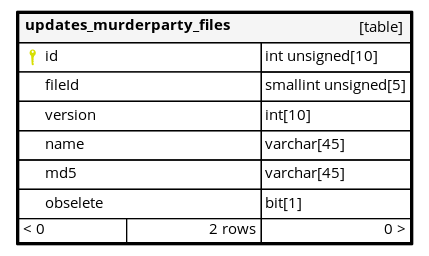 updates_murderparty_files [table]
id int unsigned[10]
fileId smallint unsigned[5]
version int[10]
name varchar[45]
md5 varchar[45]
obselete bit[1]
< 0 2 rows 0 >